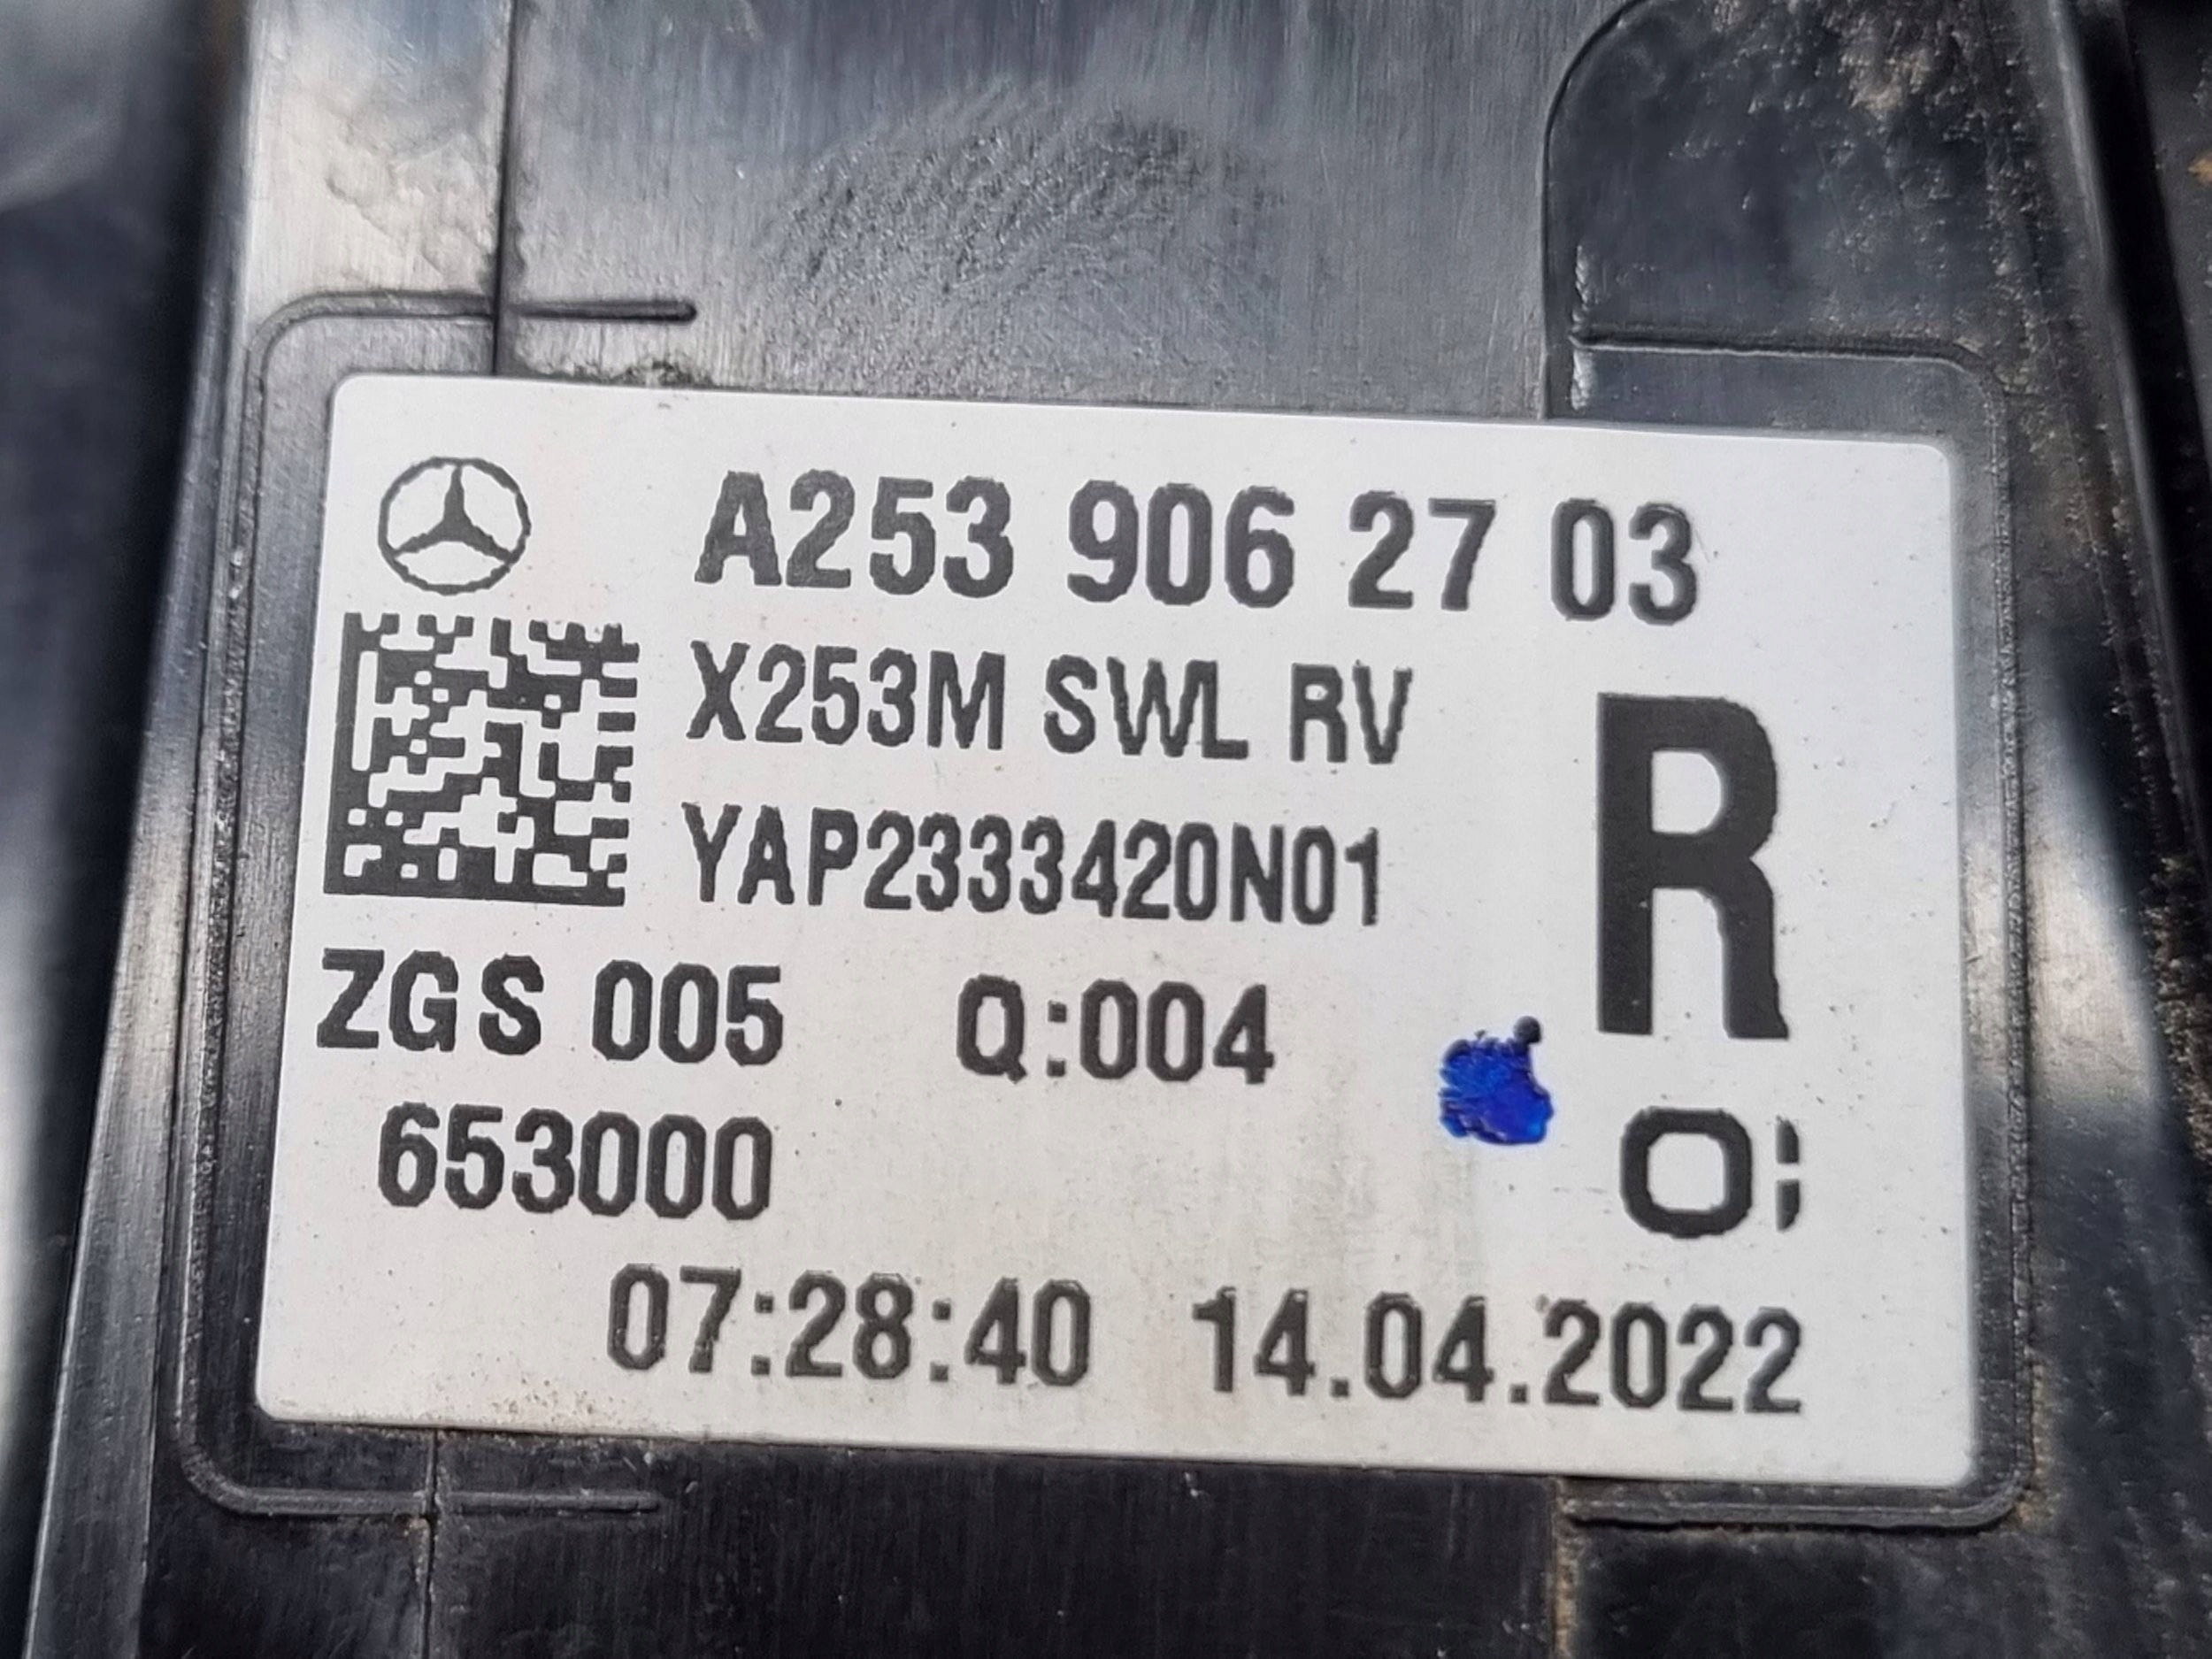 A253 906 27 03
X253M SWL RV
R
YAP2333420N01
ZGS 005 Q:004
653000
07:28:40 14.04.2022